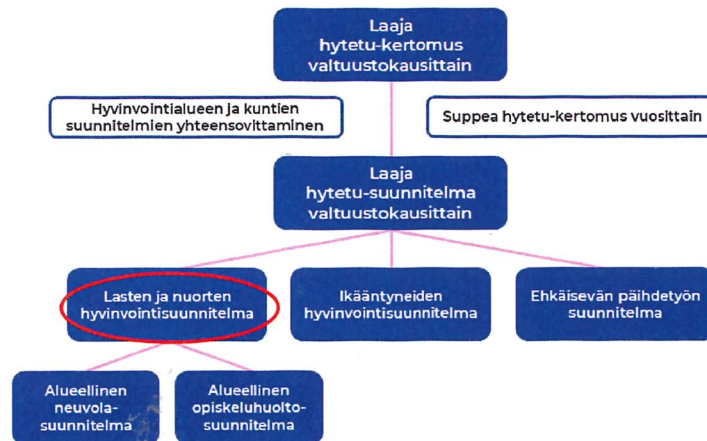 Laaja
hytetu-kertomus
valtuustokausittain
Hyvinvointialueen ja kuntien
suunnitelmien yhteensovittaminen
Suppea hytetu-kertomus vuosittain
Laaja
hytetu-suunnitelma
valtuustokausittain
Lasten ja nuorten
hyvinvointisuunnitelma
Ikääntyneiden
hyvinvointisuunnitelma
Ehkäisevän päihdetyön
suunnitelma
Alueellinen
neuvola-
suunnitelma
Alueellinen
opiskeluhuolto-
suunnitelma